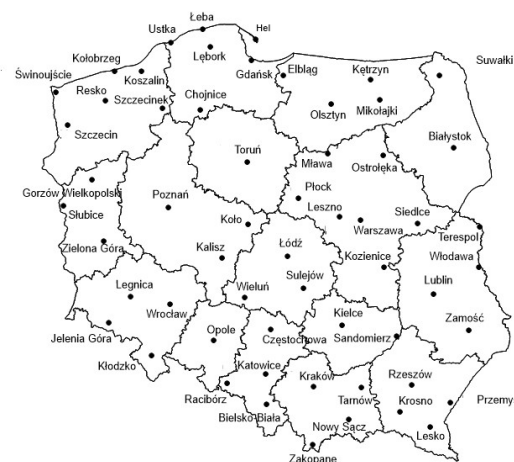 Łeba
Ustka
Hel
Lębork
Kołobrzeg
Koszalin
Gdańsk
Elbląg
Kętrzyn
Suwałki
Świnoujście
Resko
Szczecinek
Chojnice
Olsztyn
Mikołajki
Szczecin
Białystok
Toruń
Mława
Ostrołęka
Gorzów Wielkopolski
Poznań
Płock
Słubice
Leszno
Koło
Warszawa
Siedlce
Terespol
Zielona Góra
Kalisz
Łódź
Kozienice
Włodawa
Legnica
Wieluń
Sulejów
Lublin
Wrocław
Kielce
Zamość
Jelenia Góra
Opole
Częstochowa
Sandomierz
Kłodzko
Katowice
Kraków
Rzeszów
Racibórz
Tarnów
Krosno
Przemy
Bielsko-Biała
Nowy Sącz
Lesko
Zakopane